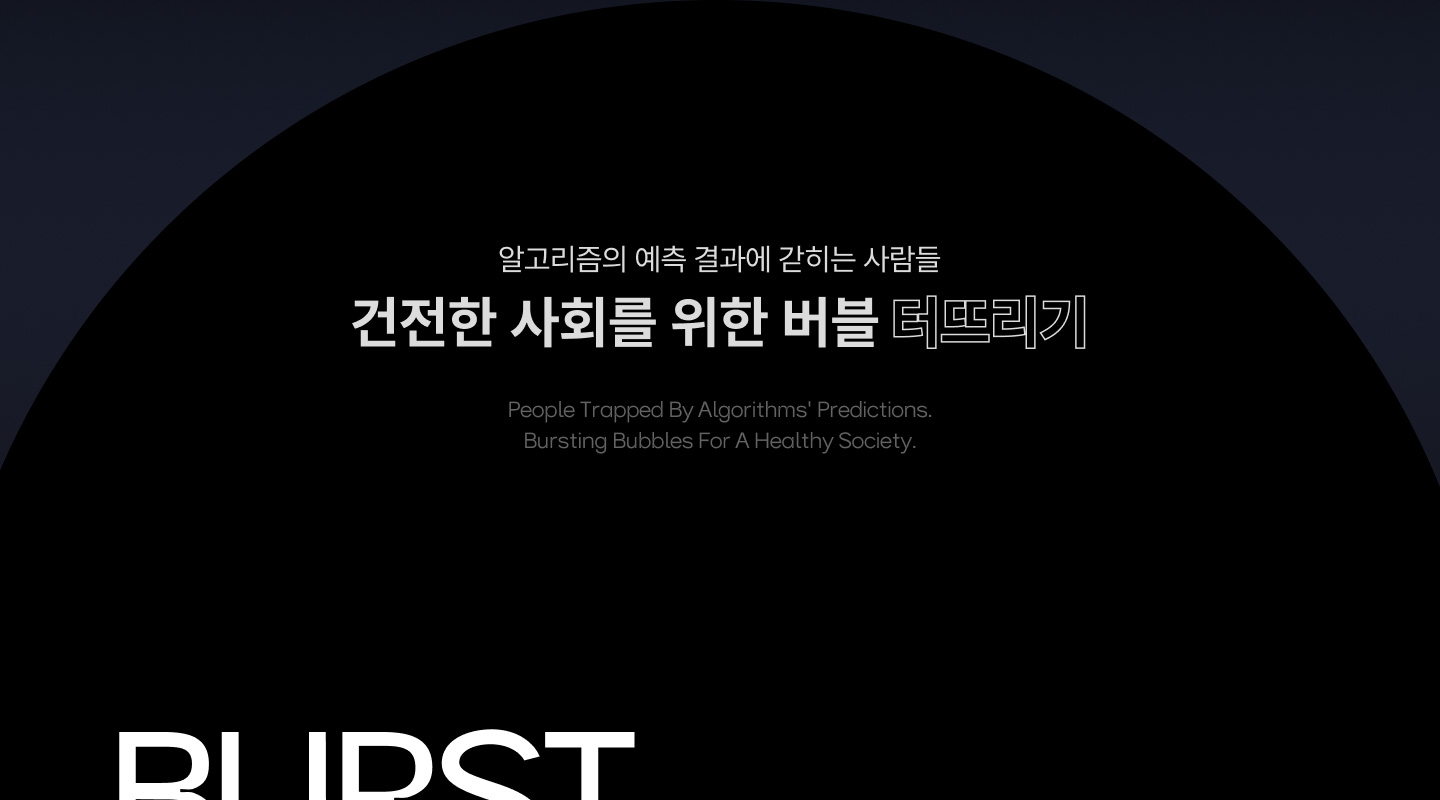 알고리즘의 예측 결과에 갇히는 사람들
건전한 사회를 위한 버블 터뜨리기
People Trapped By Algorithms' Predictions.
Bursting Bubbles For A Healthy Society.
BURST